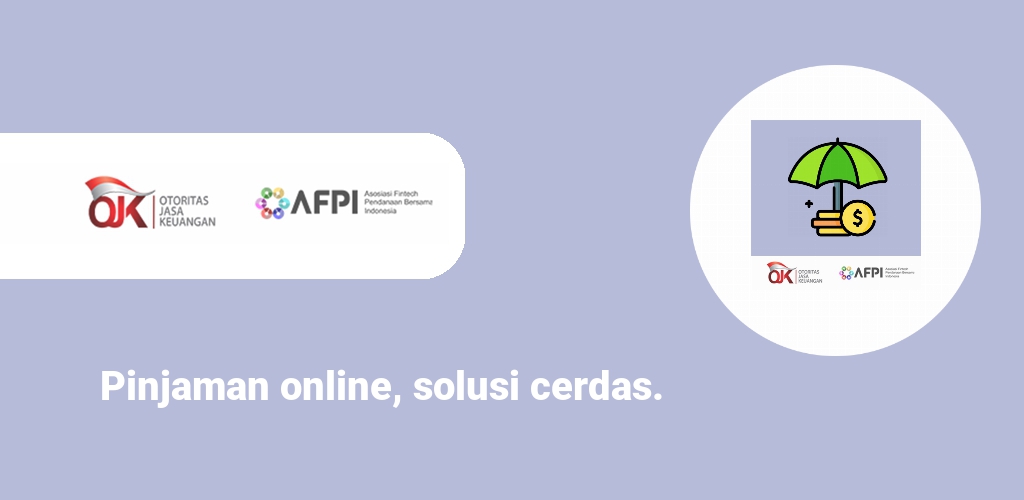 OJK
OTORITAS
JASA
KEUANGAN
AFPI
Asosiasi Fintech
Pendanaan Bersama
Indonesia
$
OJK
OTORITAS
JASA
KEUANGAN
AFPI
Asosiasi Fintech
Pendanaan Bersama
Indonesia
Pinjaman online, solusi cerdas.